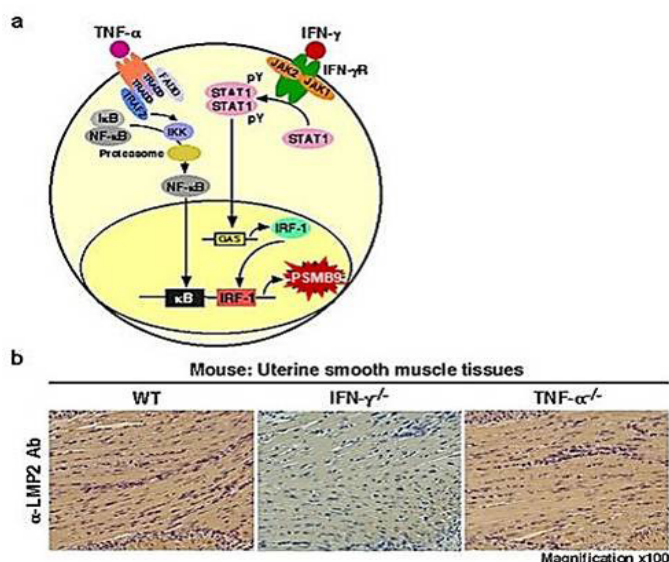 a
TNF-α
IFN-γ
FADD
TRADD
TRADD
TRAF2
JAK2
JAK1
IFN-γR
pY
STAT1
STAT1
pY
STAT1
IκB
NF-κB
IKK
Proteasome
NF-κB
GAS
IRF-1
κB
IRF-1
PSMB9
b
Mouse: Uterine smooth muscle tissues
WT
IFN-γ-/-
TNF-α-/-
α-LMP2 Ab
Magnification x100